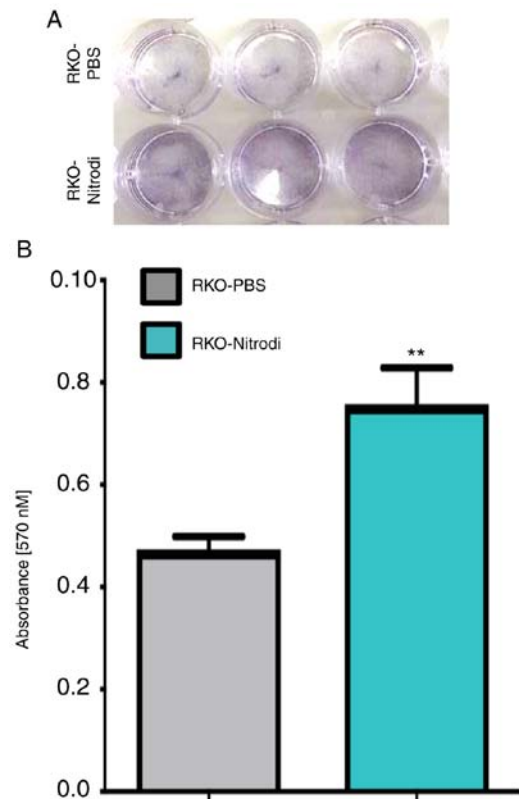 A
RKO-
PBS
RKO-
Nitrodi
B
0.10
0.8
0.6
0.4
0.2
0.0
Absorbance [570 nM]
RKO-PBS
RKO-Nitrodi
**